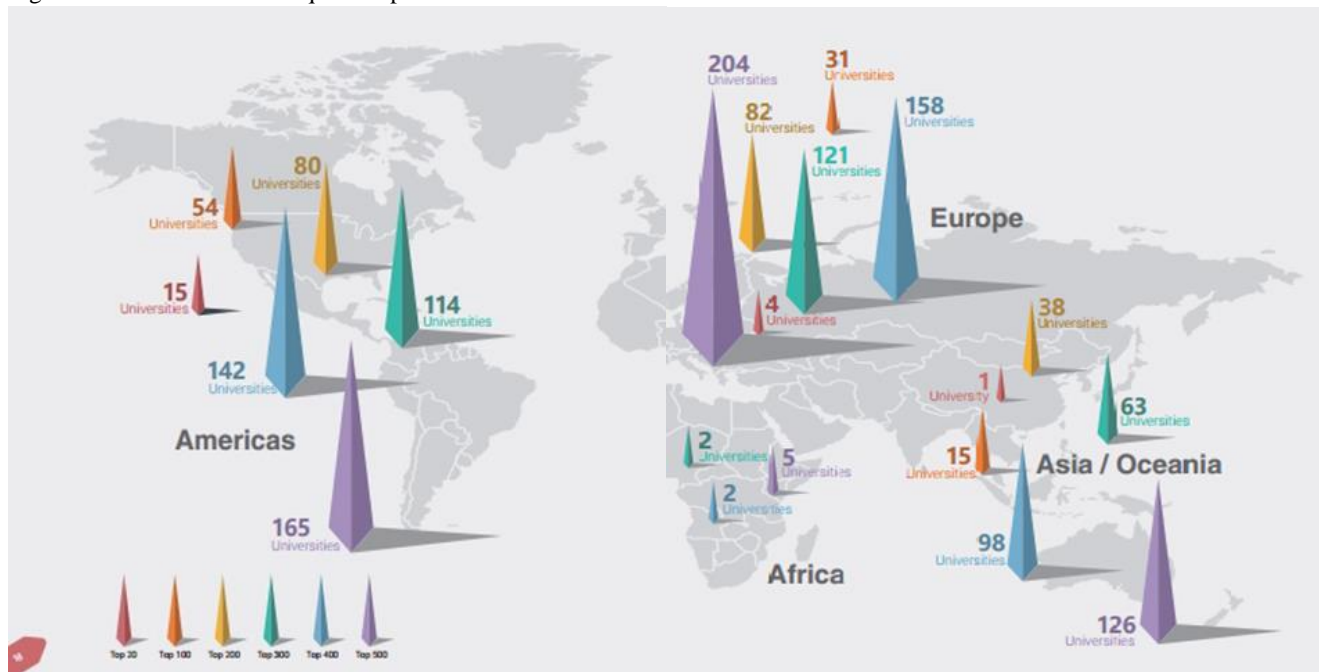 204
Universities
31
Universities
82
Universities
158
Universities
80
Universities
121
Universities
54
Universities
Europe
15
Universities
114
Universities
4
Universities
38
Universities
142
Universities
1
University
63
Universities
Americas
2
Universities
5
Universities
15
Universities
Asia / Oceania
2
Universities
165
Universities
98
Universities
Africa
126
Universities
Top 20 Top 100 Top 200 Top 300 Top 400 Top 500